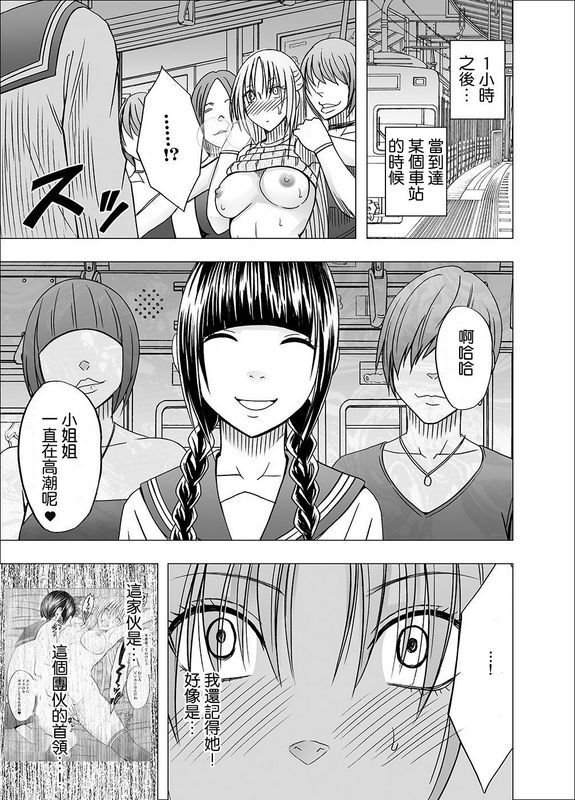 1小時
之後…
當到達
某個車站
的時候
……!?
スッ
啊哈哈
小姐姐
一直在高潮呢♥
…!
我還記得她!
好像是…
這家伙是…
這個團伙的首領……!